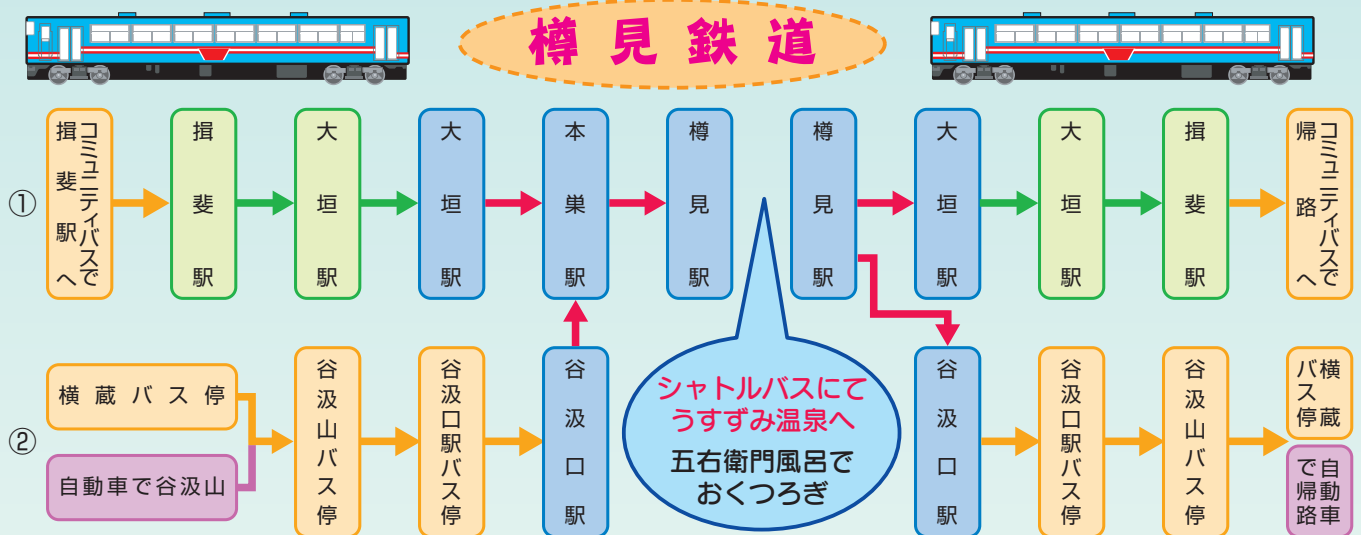 樽見鉄道
①
コミュニティバスで
揖斐駅へ
揖斐駅
大垣駅
大垣駅
本巣駅
樽見駅
樽見駅
大垣駅
大垣駅
揖斐駅
コミュニティバスで
帰路へ
②
横蔵バス停
自動車で谷汲山
谷汲山バス停
谷汲口駅バス停
谷汲口駅
シャトルバスにて
うすずみ温泉へ
五右衛門風呂で
おくつろぎ
谷汲口駅
谷汲口駅バス停
谷汲山バス停
横蔵
バス停
自動車
で帰路